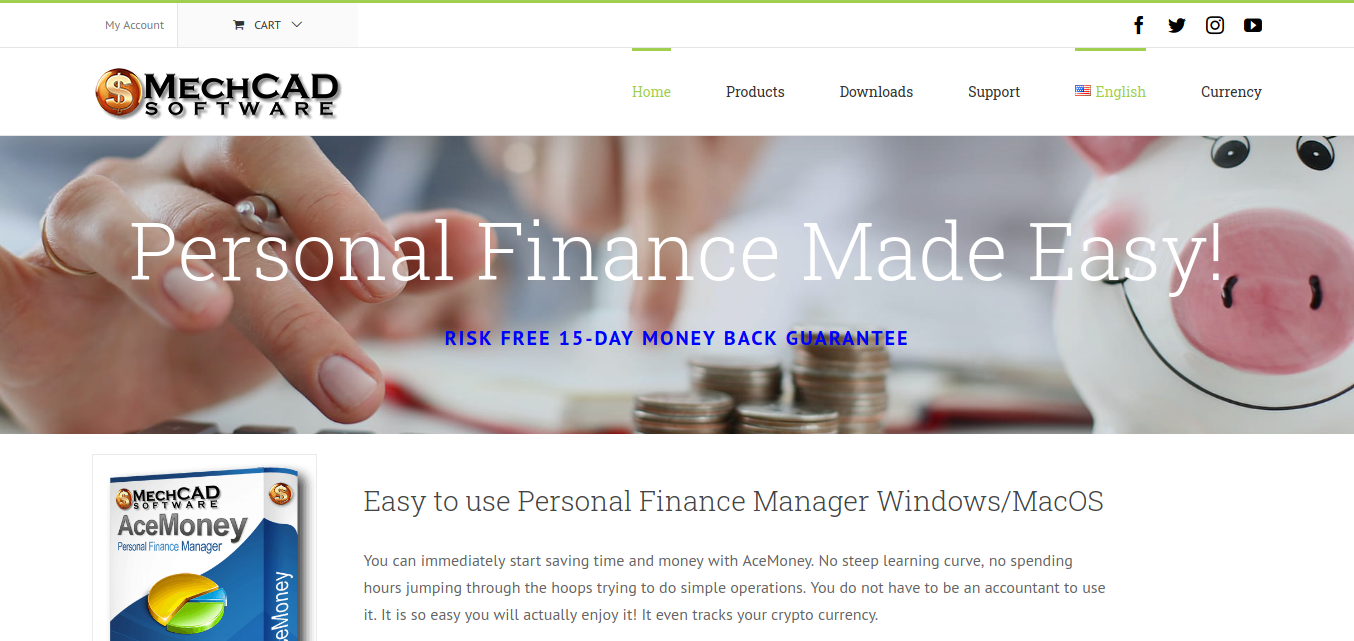 My Account
CART
MECHCAD
SOFTWARE
Home
Products
Downloads
Support
English
Currency
Personal Finance Made Easy!
RISK FREE 15-DAY MONEY BACK GUARANTEE
MECHCAD
SOFTWARE
AceMoney
Personal Finance Manager
eMoney
Easy to use Personal Finance Manager Windows/MacOS
You can immediately start saving time and money with AceMoney. No steep learning curve, no spending
hours jumping through the hoops trying to do simple operations. You do not have to be an accountant to use
it. It is so easy you will actually enjoy it! It even tracks your crypto currency.